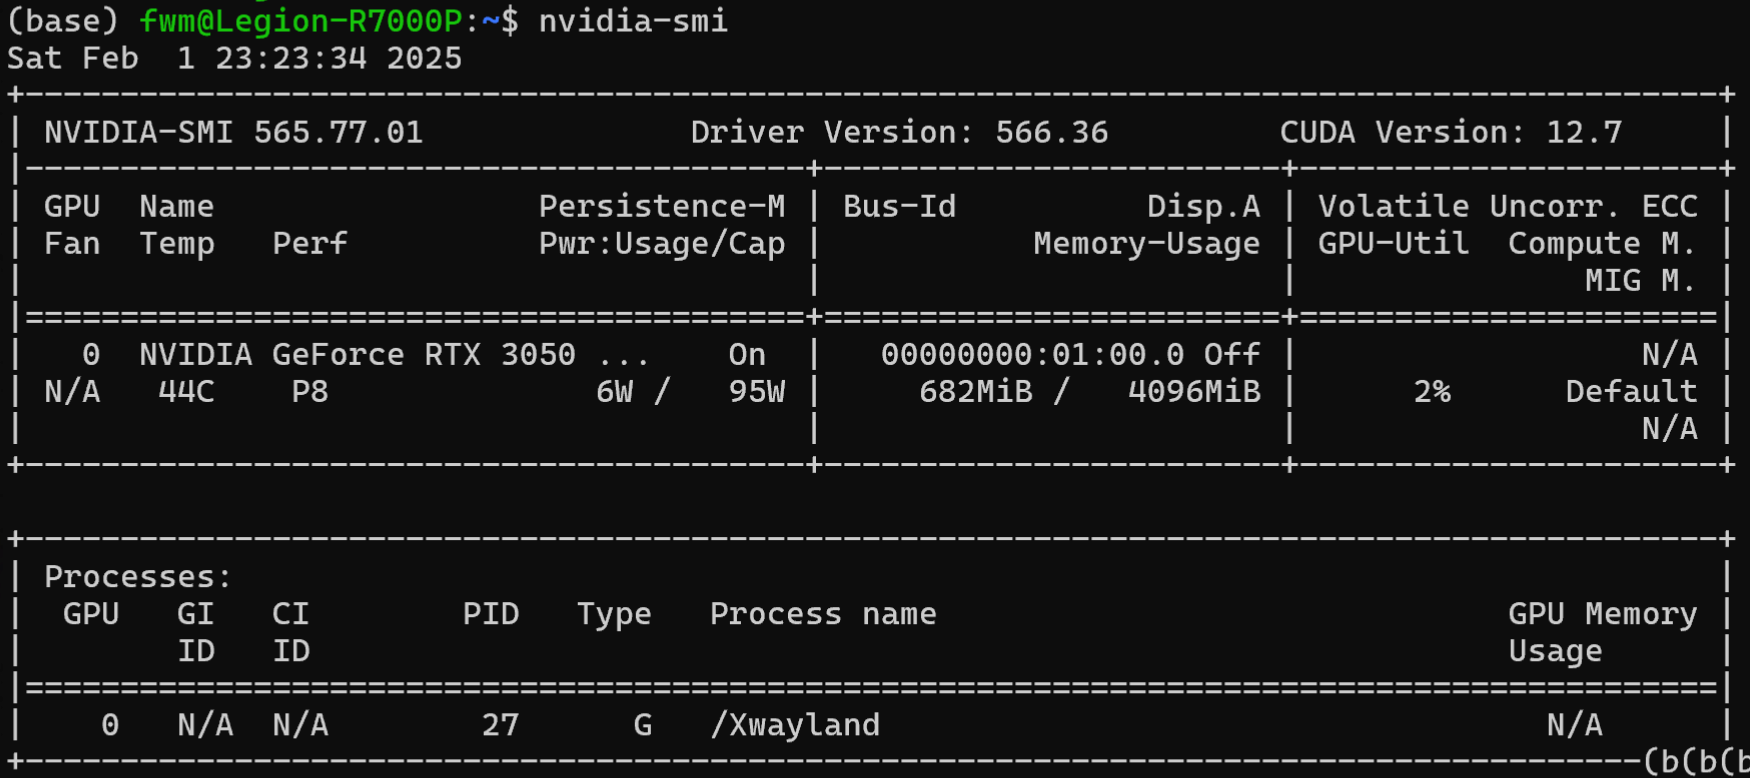 (base) fwm@Legion-R7000P:~$ nvidia-smi
Sat Feb  1 23:23:34 2025
+-----------------------------------------------------------------------------------------+
| NVIDIA-SMI 565.77.01              Driver Version: 566.36         CUDA Version: 12.7     |
|-----------------------------------------+------------------------+----------------------+
| GPU  Name                 Persistence-M | Bus-Id          Disp.A | Volatile Uncorr. ECC |
| Fan  Temp   Perf          Pwr:Usage/Cap |           Memory-Usage | GPU-Util  Compute M. |
|                                         |                        |               MIG M. |
|=========================================+========================+======================|
|   0  NVIDIA GeForce RTX 3050 ...    On  |   00000000:01:00.0 Off |                  N/A |
| N/A   44C    P8              6W /   95W |     682MiB /   4096MiB |      2%      Default |
|                                         |                        |                  N/A |
+-----------------------------------------+------------------------+----------------------+
+-----------------------------------------------------------------------------------------+
| Processes:                                                                              |
|  GPU   GI   CI        PID   Type   Process name                              GPU Memory |
|        ID   ID                                                               Usage      |
|=========================================================================================|
|    0   N/A  N/A        27      G   /Xwayland                                   N/A      |
+-------------------------------------------------------------------------------------(b(b(b